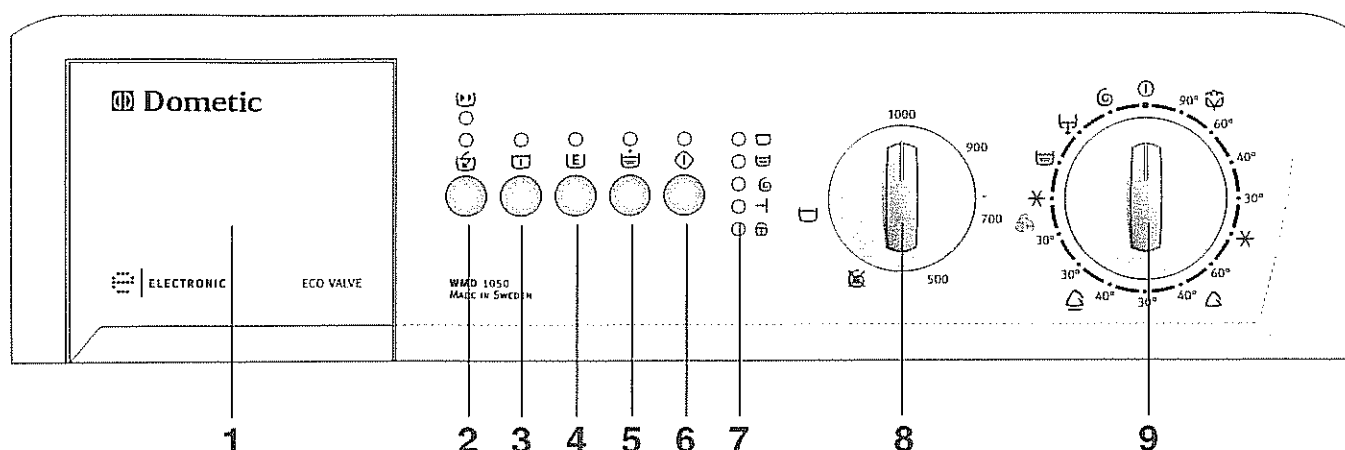 Dometic
ELECTRONIC
ECO VALVE
WMD 1050
MADE IN SWEDEN
E
1000
900
700
500
90°
60°
40°
30°
60°
40°
30°
40°
30°
30°
1 2 3 4 5 6 7 8 9